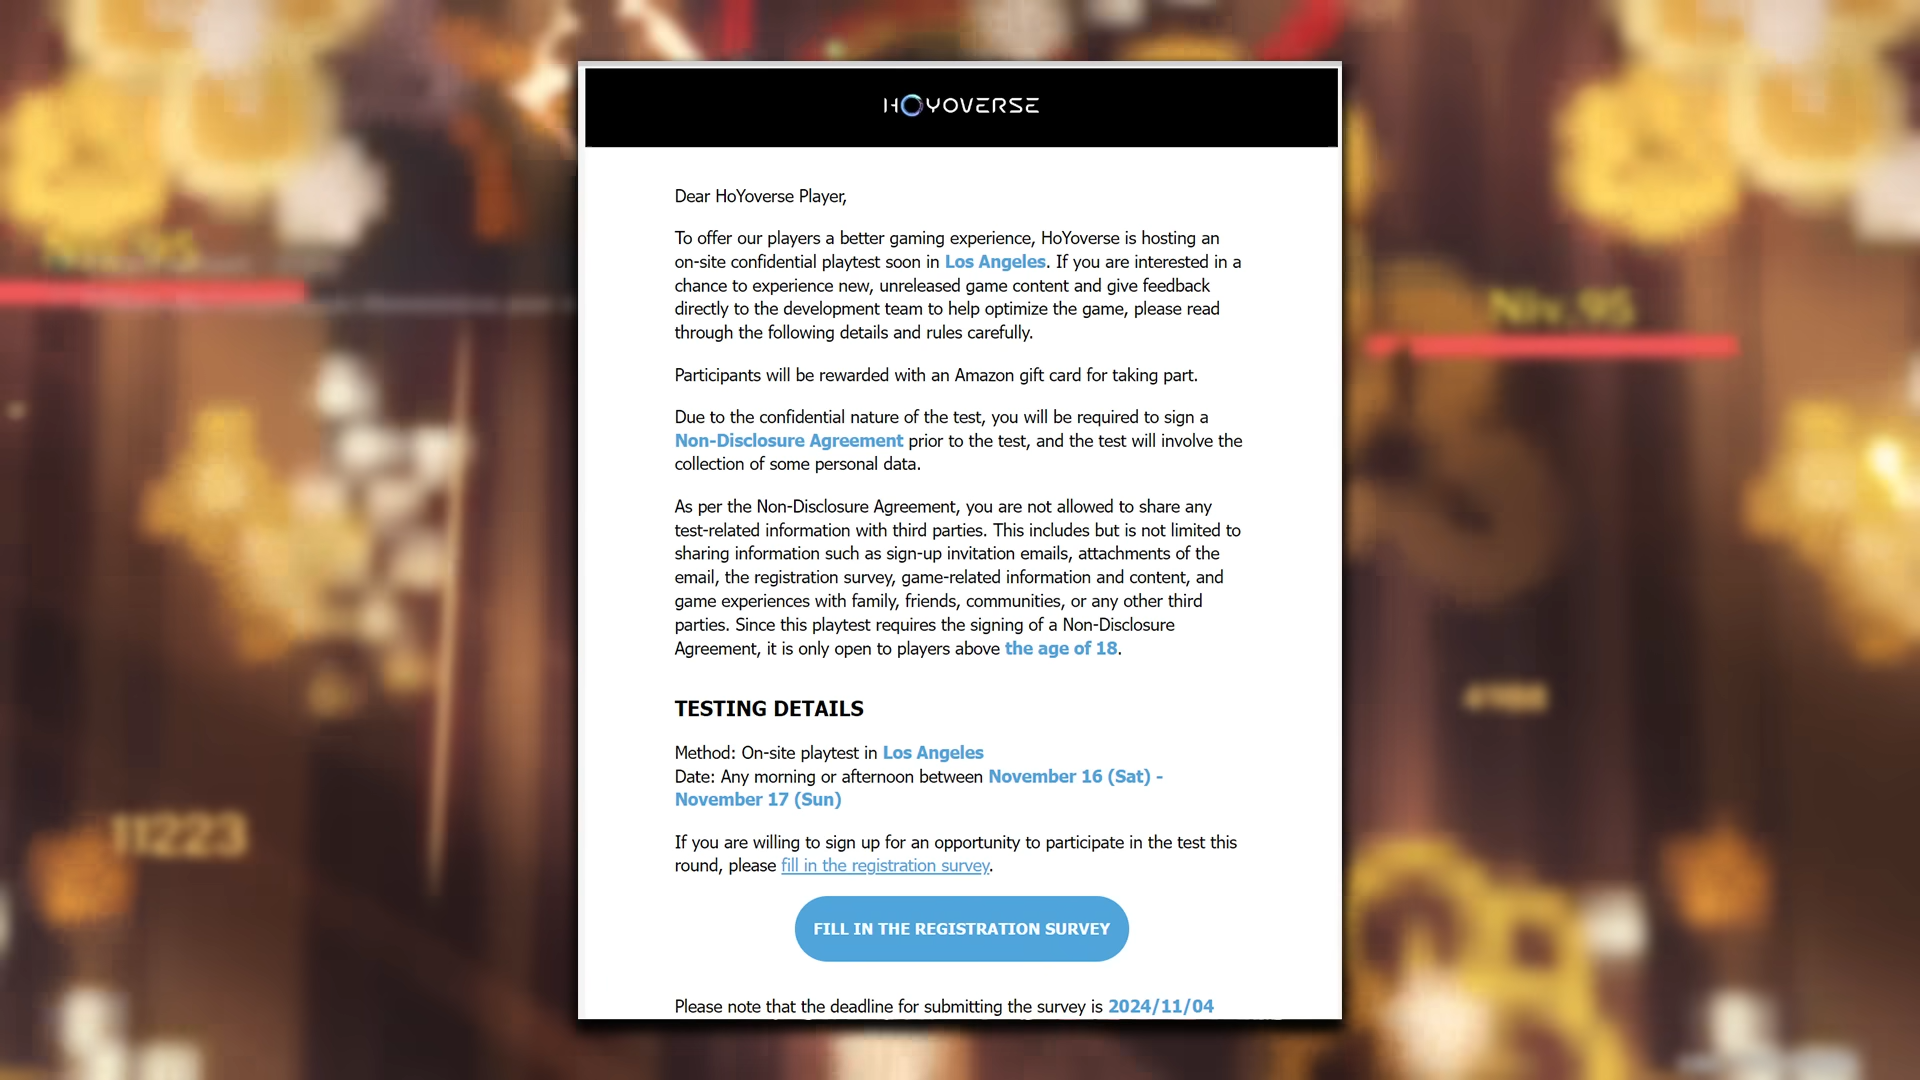 HOYOVERSE
Dear HoYoverse Player,
To offer our players a better gaming experience, HoYoverse is hosting an
on-site confidential playtest soon in Los Angeles. If you are interested in a
chance to experience new, unreleased game content and give feedback
directly to the development team to help optimize the game, please read
through the following details and rules carefully.
Participants will be rewarded with an Amazon gift card for taking part.
Due to the confidential nature of the test, you will be required to sign a
Non-Disclosure Agreement prior to the test, and the test will involve the
collection of some personal data.
As per the Non-Disclosure Agreement, you are not allowed to share any
test-related information with third parties. This includes but is not limited to
sharing information such as sign-up invitation emails, attachments of the
email, the registration survey, game-related information and content, and
game experiences with family, friends, communities, or any other third
parties. Since this playtest requires the signing of a Non-Disclosure
Agreement, it is only open to players above the age of 18.
TESTING DETAILS
Method: On-site playtest in Los Angeles
Date: Any morning or afternoon between November 16 (Sat) -
November 17 (Sun)
If you are willing to sign up for an opportunity to participate in the test this
round, please fill in the registration survey.
FILL IN THE REGISTRATION SURVEY
Please note that the deadline for submitting the survey is 2024/11/04
Niv.95
Niv.95
4188
11223